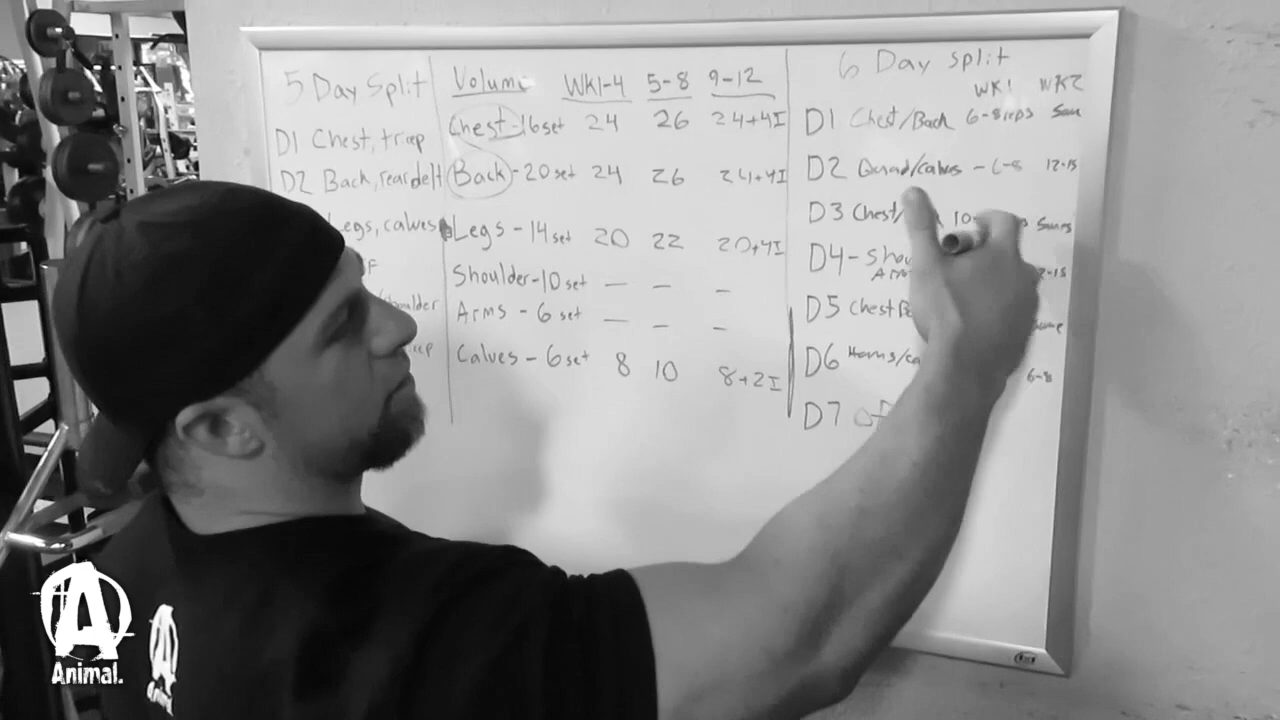 5 Day Split
D1 Chest, tricep
D2 Back, rear delt
Legs, calves
Volume WK1-4 5-8 9-12
Chest-16 set 24 26 24+4I
Back-20 set 24 26 24+4I
Legs-14 set 20 22 20+4I
Shoulder-10 set — — —
Arms-6 set — — —
Calves-6 set 8 10 8+2I
6 Day split
WK1 WK2
D1 Chest/Back 6-8 reps Same
D2 Quad/calves - 6-8 12-15
D3 Chest/ 10- Same
D4-
D5 Chest
D6 Hams/
6-8
D7
Animal.
Animal